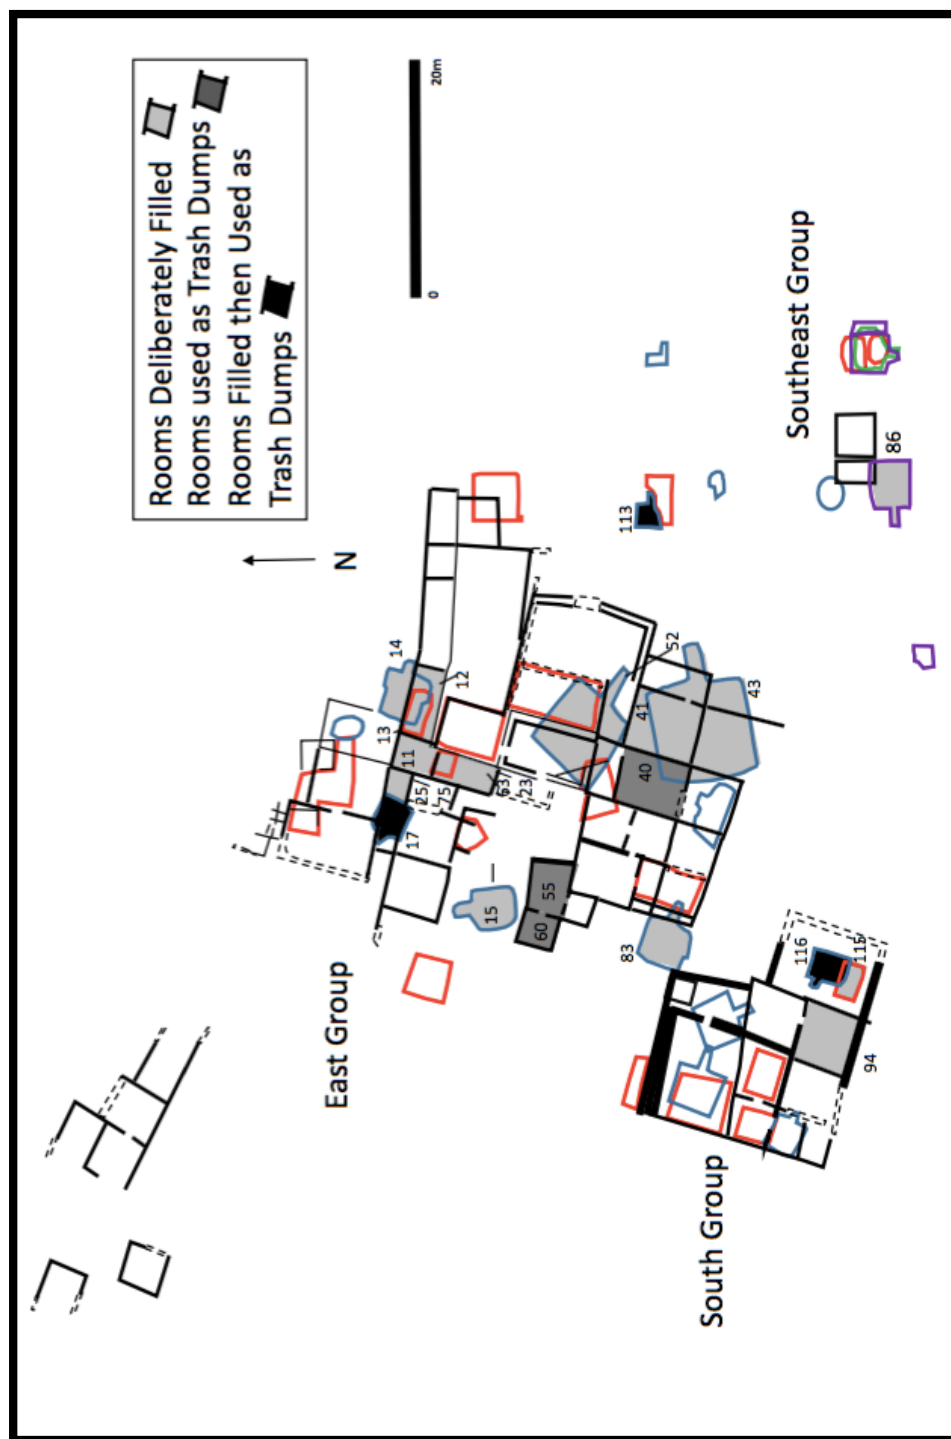 Rooms Deliberately Filled
Rooms used as Trash Dumps
Rooms Filled then Used as
Trash Dumps
0
20m
N
East Group
14
13
12
11
25/
75
63/
23
17
15
55
60
52
41
43
40
83
113
Southeast Group
86
South Group
116
115
94